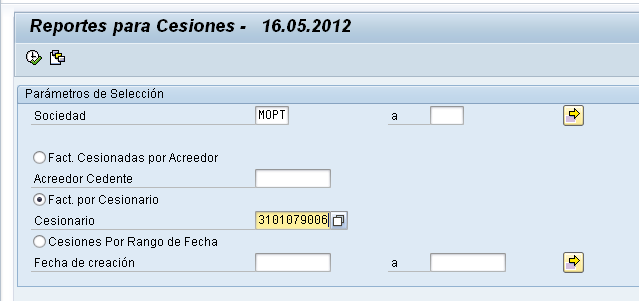 Reportes para Cesiones - 16.05.2012
Parámetros de Selección
Sociedad MOPT a
Fact. Cesionadas por Acreedor
Acreedor Cedente
Fact. por Cesionario
Cesionario 3101079006
Cesiones Por Rango de Fecha
Fecha de creación a